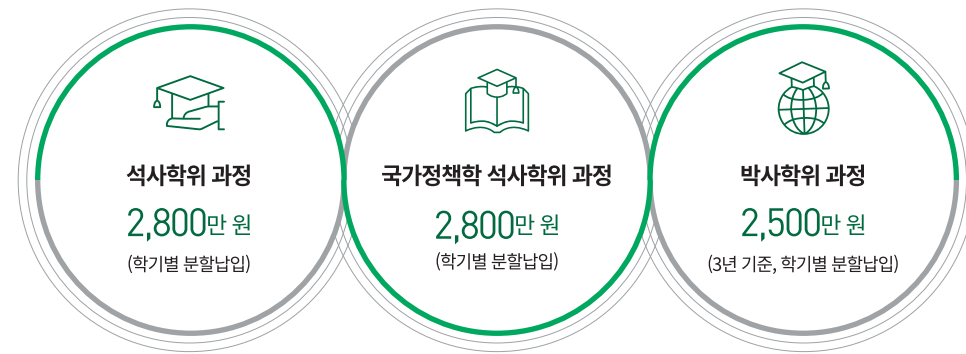 석사학위 과정
2,800만 원
(학기별 분할납입)
국가정책학 석사학위 과정
2,800만 원
(학기별 분할납입)
박사학위 과정
2,500만 원
(3년 기준, 학기별 분할납입)